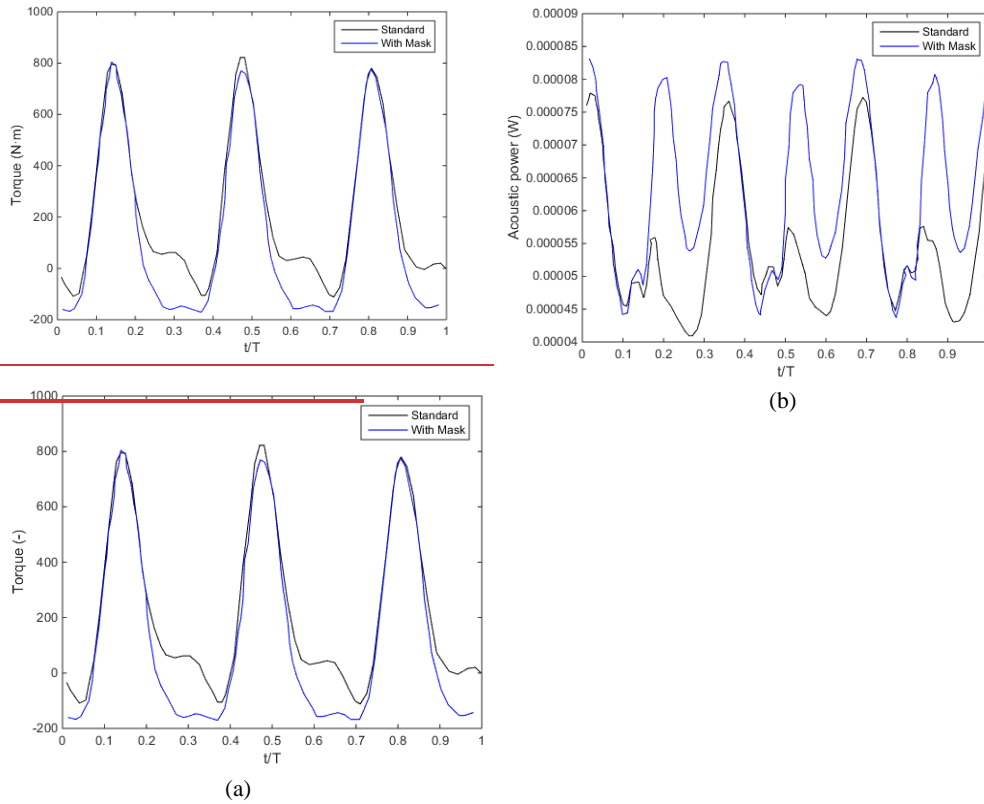 1000
800
600
400
200
0
-200
Torque (N·m)
0 0.1 0.2 0.3 0.4 0.5 0.6 0.7 0.8 0.9 1
t/T
Standard
With Mask
0.00009
0.000085
0.00008
0.000075
0.00007
0.000065
0.00006
0.000055
0.00005
0.000045
0.00004
Acoustic power (W)
0 0.1 0.2 0.3 0.4 0.5 0.6 0.7 0.8 0.9
t/T
Standard
With Mask
(b)
1000
800
600
400
200
0
-200
Torque (-)
0 0.1 0.2 0.3 0.4 0.5 0.6 0.7 0.8 0.9 1
t/T
Standard
With Mask
(a)